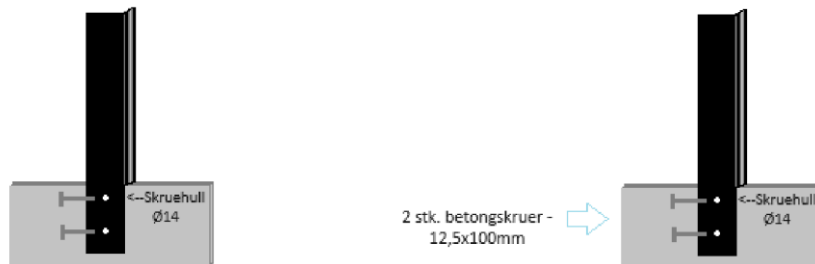 <--Skruehull
Ø14
2 stk. betongskruer -
12,5x100mm
<--Skruehull
Ø14